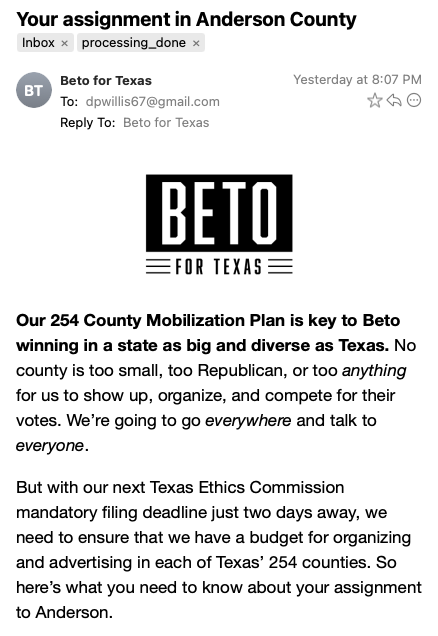 Your assignment in Anderson County
Inbox × processing_done ×
BT
Beto for Texas
Yesterday at 8:07 PM
To: dpwillis67@gmail.com
Reply To: Beto for Texas
BETO
FOR TEXAS
Our 254 County Mobilization Plan is key to Beto
winning in a state as big and diverse as Texas. No
county is too small, too Republican, or too anything
for us to show up, organize, and compete for their
votes. We’re going to go everywhere and talk to
everyone.
But with our next Texas Ethics Commission
mandatory filing deadline just two days away, we
need to ensure that we have a budget for organizing
and advertising in each of Texas’ 254 counties. So
here’s what you need to know about your assignment
to Anderson.